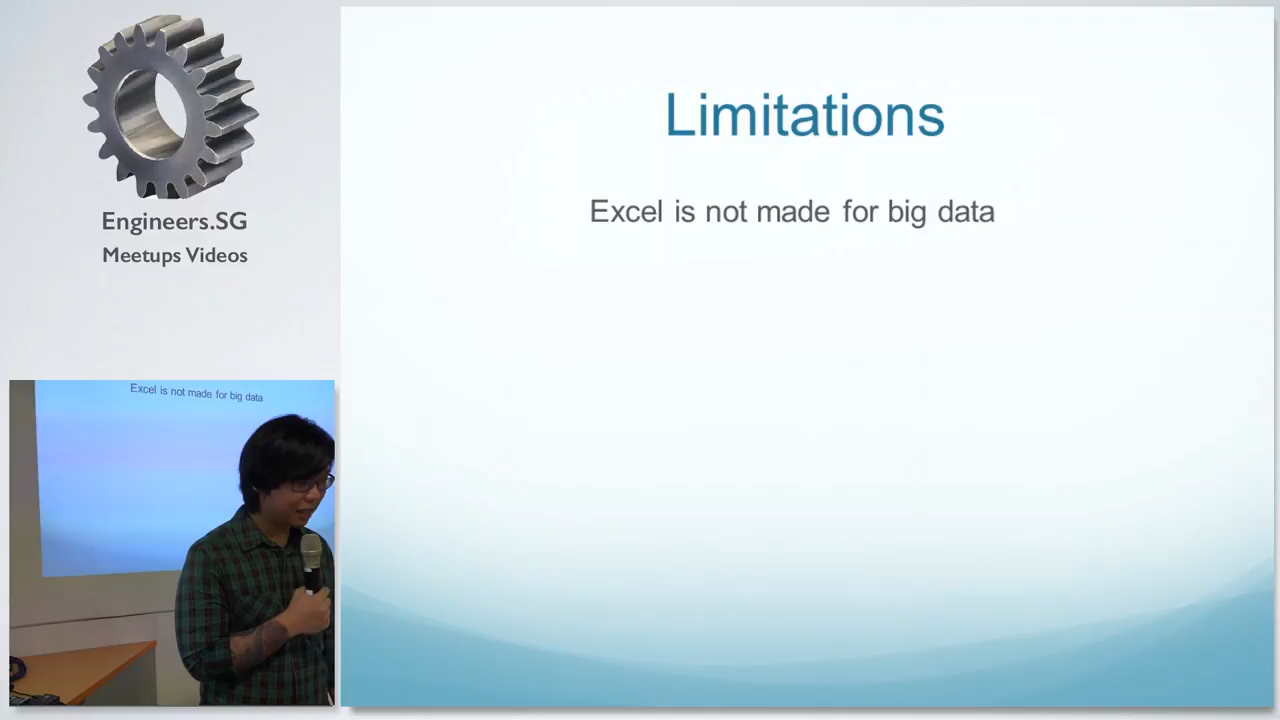 Engineers.SG
Meetups Videos
Limitations
Excel is not made for big data
Excel is not made for big data